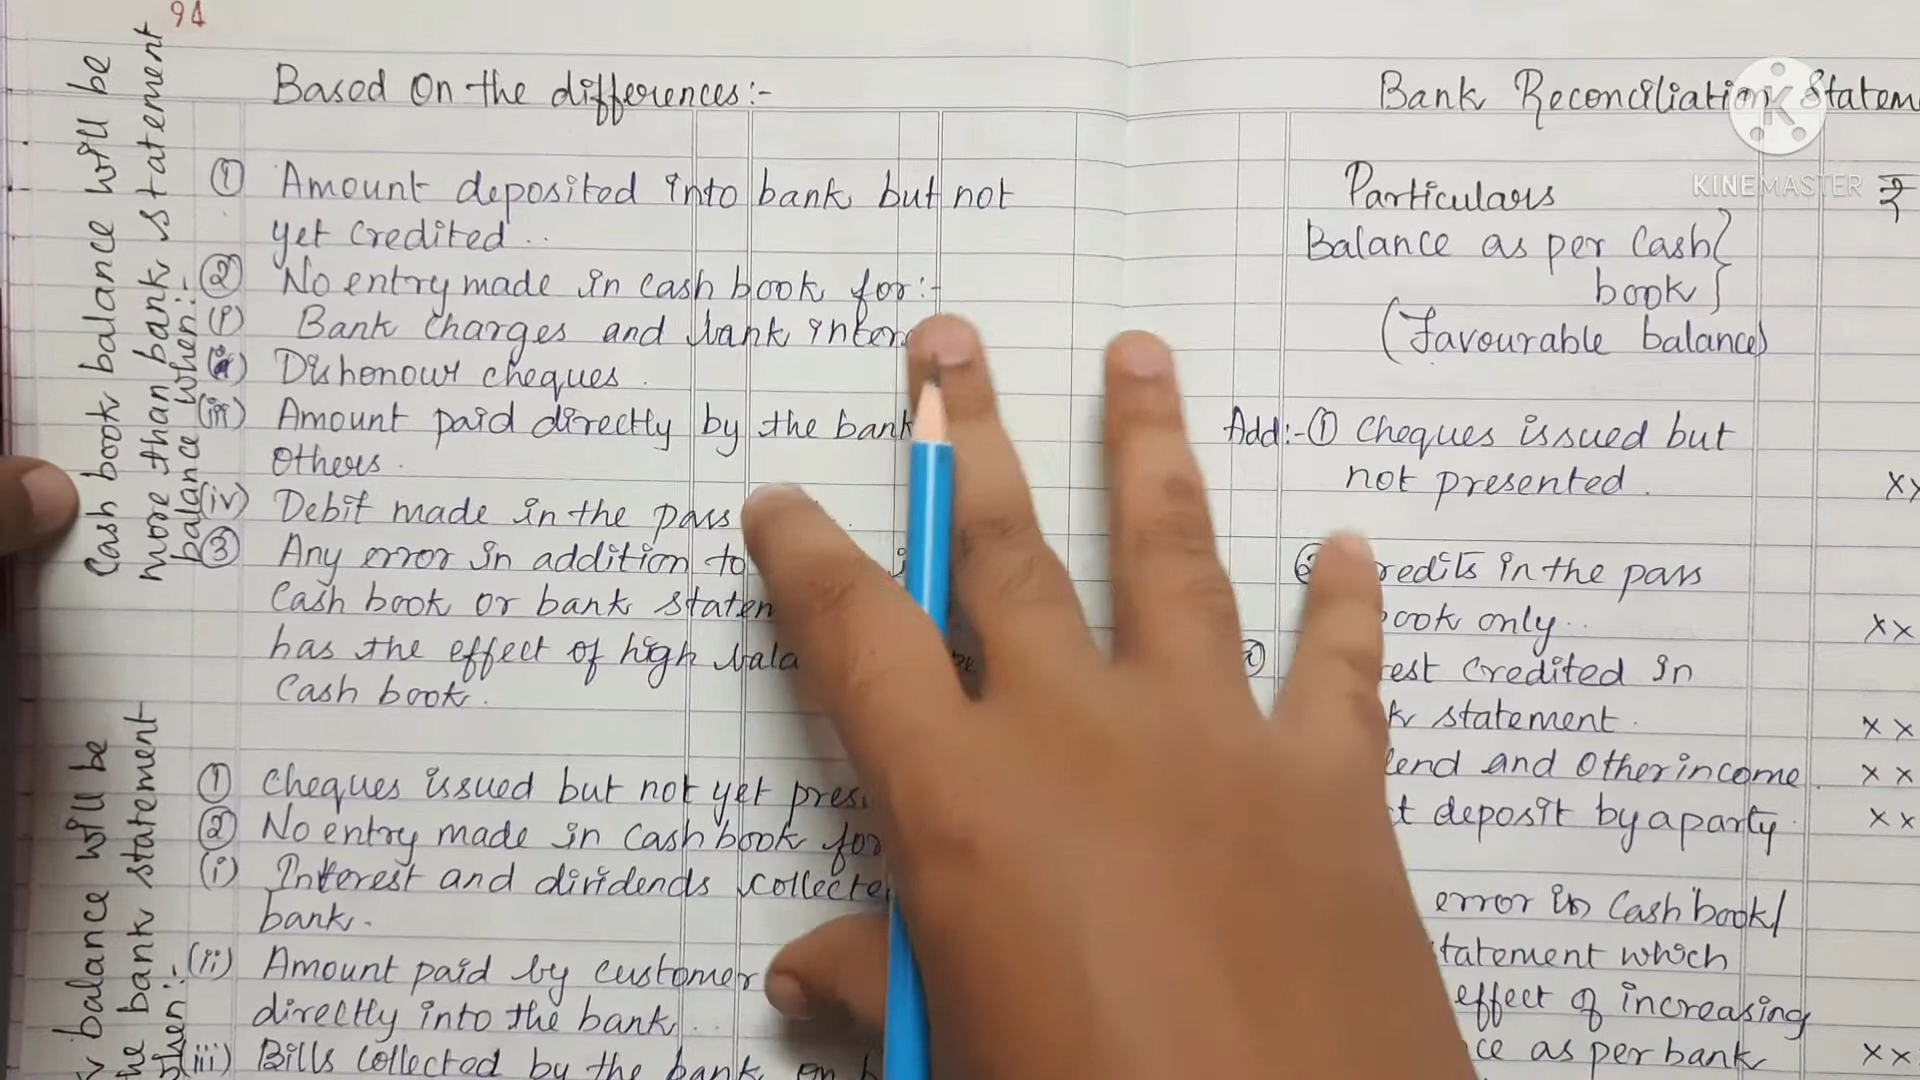 94
Cash book balance will be
more than bank statement
balance when:-
Based On the differences:-
① Amount deposited into bank but not
yet credited..
② No entry made in cash book for:-
(i) Bank charges and bank
(ii) Dishonour cheques.
(iii) Amount paid directly by the bank
others.
(iv) Debit made in the pass
③ Any error in addition
Cash book or bank
has the effect of high
Cash book.
balance will be
the bank statement
when:-
① Cheques issued but not yet
② No entry made in cash book for
(i) Interest and dividends
bank.
(ii) Amount paid by customer
directly into the bank..
(iii) Bills collected by the bank on
Bank Reconciliation
KINEMASTER
Particulars ₹
Balance as per Cash }
book }
(Favourable balance)
Add:- ① Cheques issued but
not presented. xx
in the pass
only.. xx
credited in
statement. xx
and Other income. xx
deposit by a party. xx
error in Cash book/
which
effect of increasing
as per bank xx